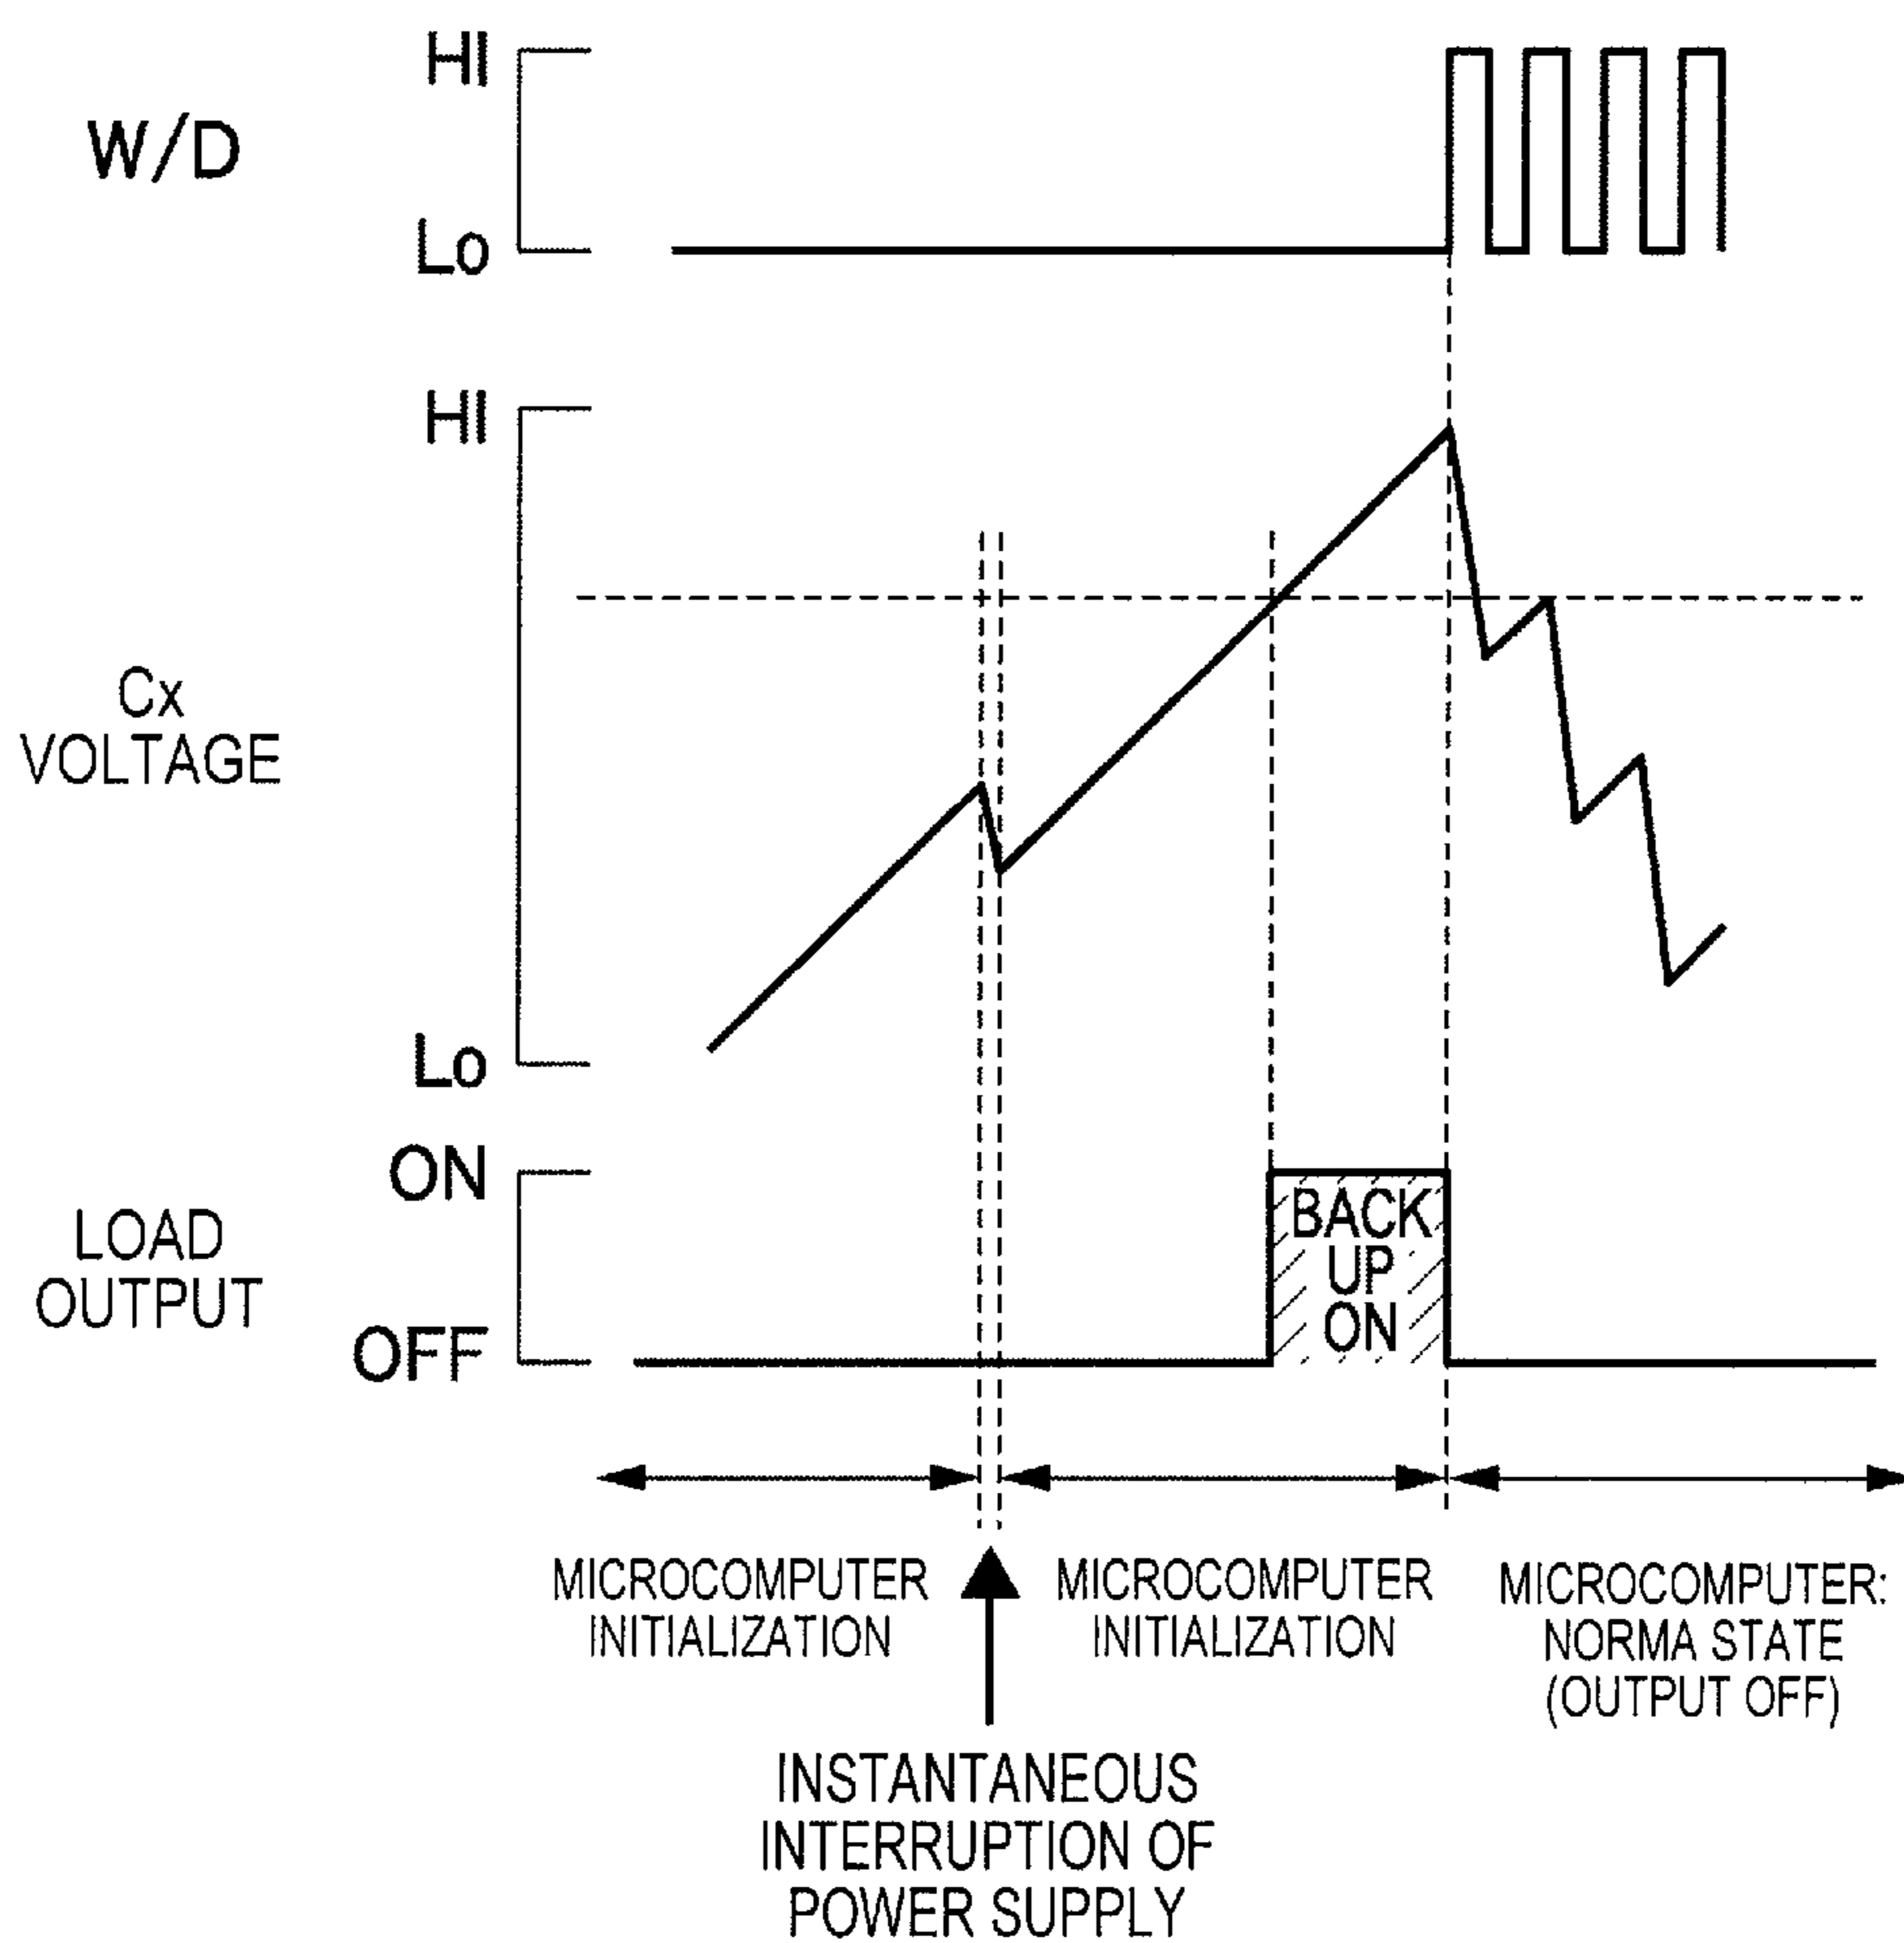 HI
W/D
Lo
HI
Cx
VOLTAGE
Lo
ON
LOAD
OUTPUT
OFF
BACK
UP
ON
MICROCOMPUTER
INITIALIZATION
MICROCOMPUTER
INITIALIZATION
MICROCOMPUTER:
NORMA STATE
(OUTPUT OFF)
INSTANTANEOUS
INTERRUPTION OF
POWER SUPPLY